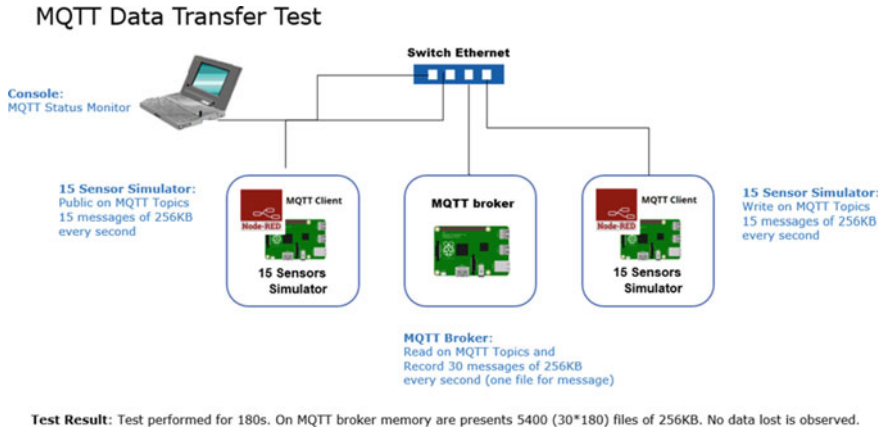 MQTT Data Transfer Test
Switch Ethernet
Console:
MQTT Status Monitor
15 Sensor Simulator:
Public on MQTT Topics
15 messages of 256KB
every second
MQTT Client
Node-RED
15 Sensors
Simulator
MQTT broker
MQTT Client
Node-RED
15 Sensors
Simulator
15 Sensor Simulator:
Write on MQTT Topics
15 messages of 256KB
every second
MQTT Broker:
Read on MQTT Topics and
Record 30 messages of 256KB
every second (one file for message)
Test Result: Test performed for 180s. On MQTT broker memory are presents 5400 (30*180) files of 256KB. No data lost is observed.